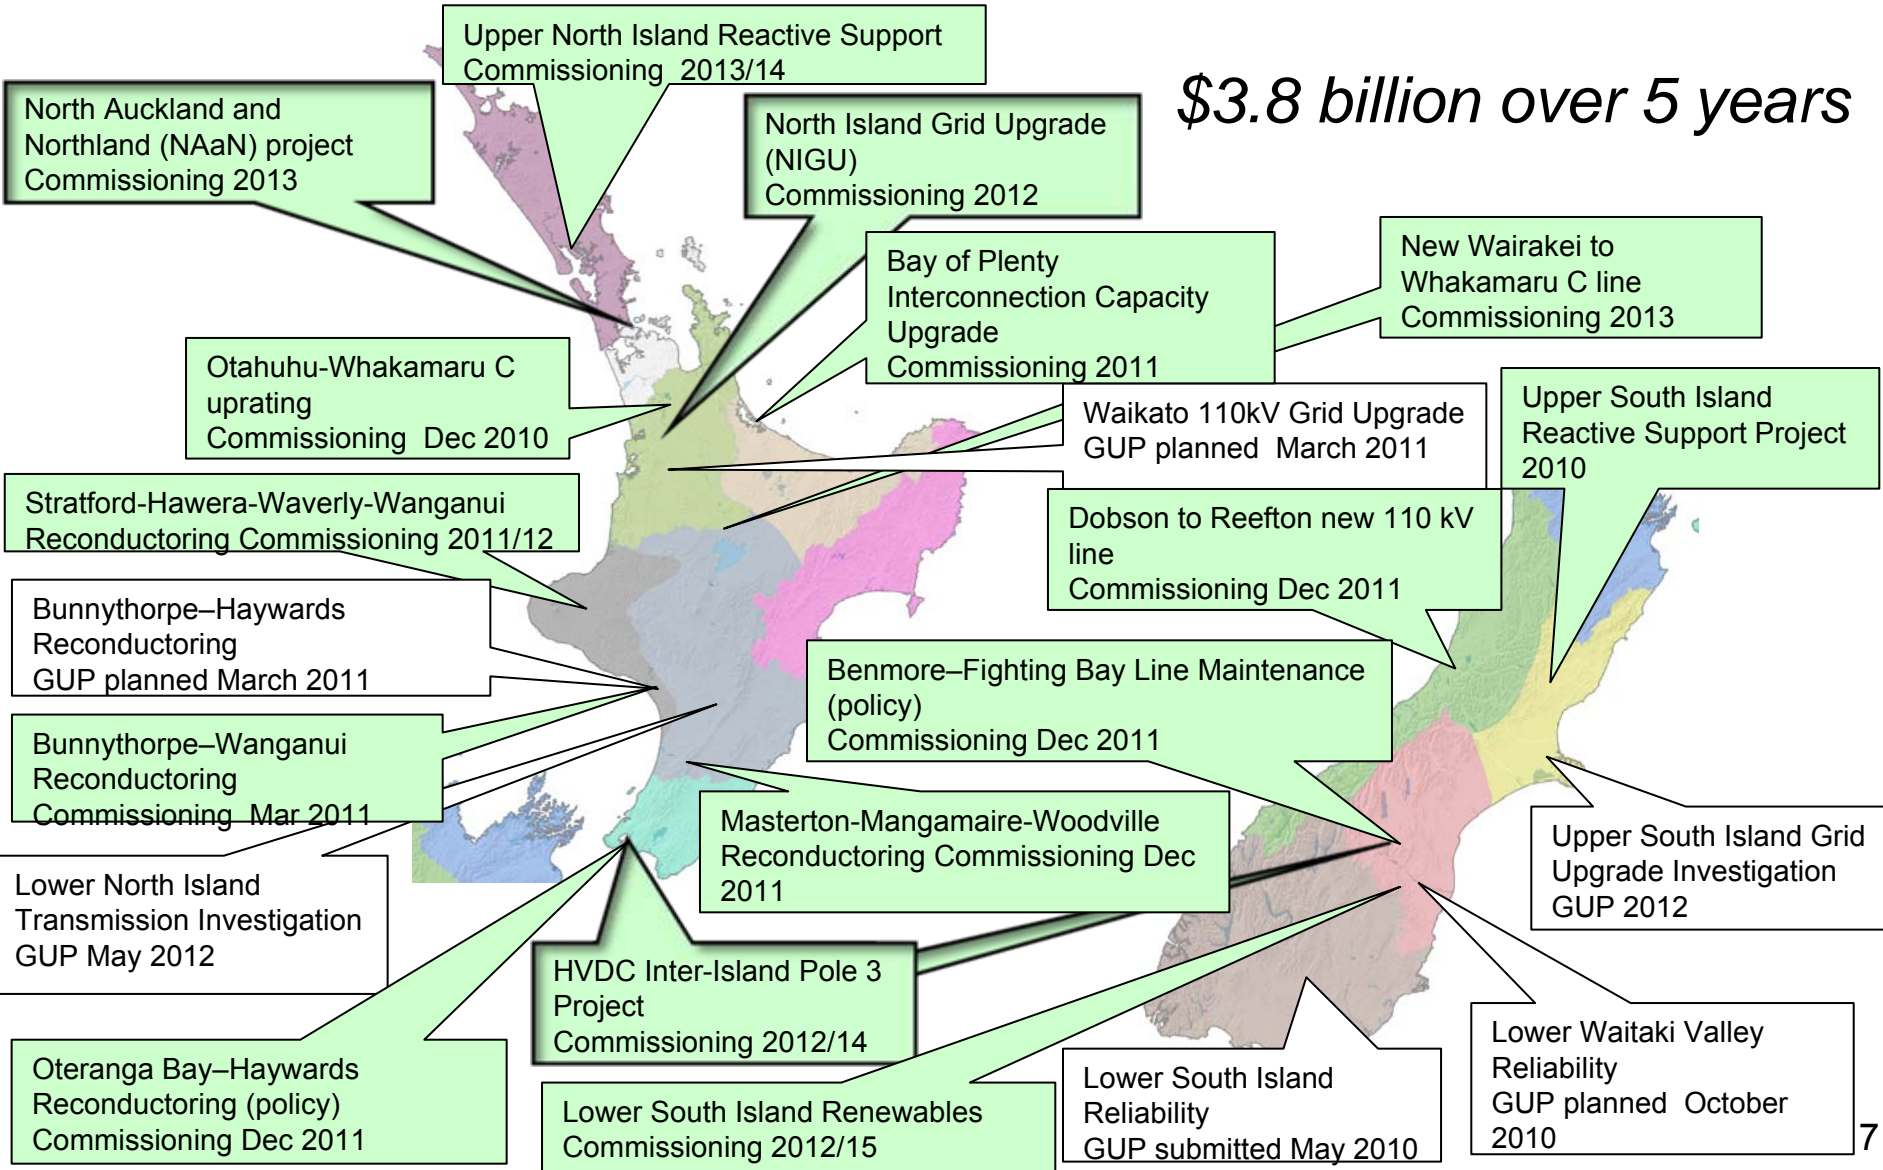 Upper North Island Reactive Support
Commissioning 2013/14
$3.8 billion over 5 years
North Auckland and
Northland (NAaN) project
Commissioning 2013
North Island Grid Upgrade
(NIGU)
Commissioning 2012
Bay of Plenty
Interconnection Capacity
Upgrade
Commissioning 2011
New Wairakei to
Whakamaru C line
Commissioning 2013
Otahuhu-Whakamaru C
uprating
Commissioning Dec 2010
Waikato 110kV Grid Upgrade
GUP planned March 2011
Upper South Island
Reactive Support Project
2010
Stratford-Hawera-Waverly-Wanganui
Reconductoring Commissioning 2011/12
Dobson to Reefton new 110 kV
line
Commissioning Dec 2011
Bunnythorpe–Haywards
Reconductoring
GUP planned March 2011
Benmore–Fighting Bay Line Maintenance
(policy)
Commissioning Dec 2011
Bunnythorpe–Wanganui
Reconductoring
Commissioning Mar 2011
Masterton-Mangamaire-Woodville
Reconductoring Commissioning Dec
2011
Upper South Island Grid
Upgrade Investigation
GUP 2012
Lower North Island
Transmission Investigation
GUP May 2012
HVDC Inter-Island Pole 3
Project
Commissioning 2012/14
Oteranga Bay–Haywards
Reconductoring (policy)
Commissioning Dec 2011
Lower South Island Renewables
Commissioning 2012/15
Lower South Island
Reliability
GUP submitted May 2010
Lower Waitaki Valley
Reliability
GUP planned October
2010
7